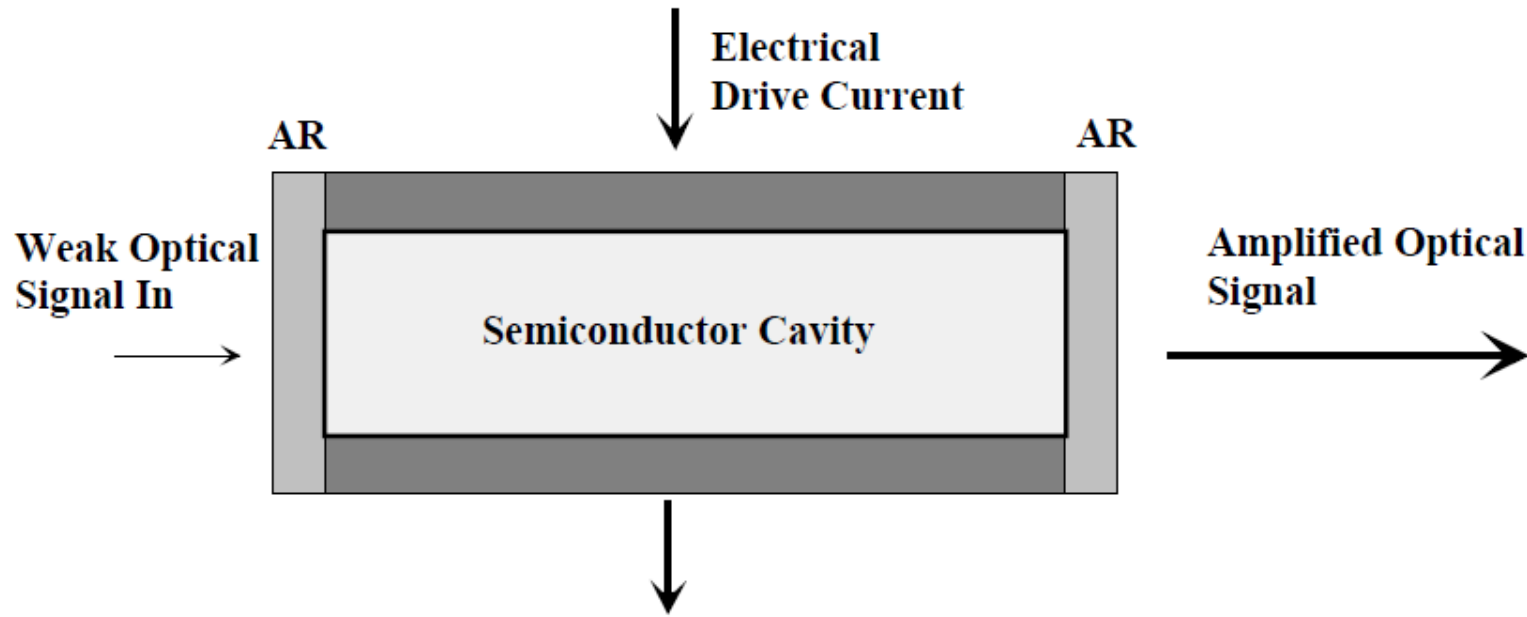 Electrical
Drive Current
AR
AR
Weak Optical
Signal In
Semiconductor Cavity
Amplified Optical
Signal